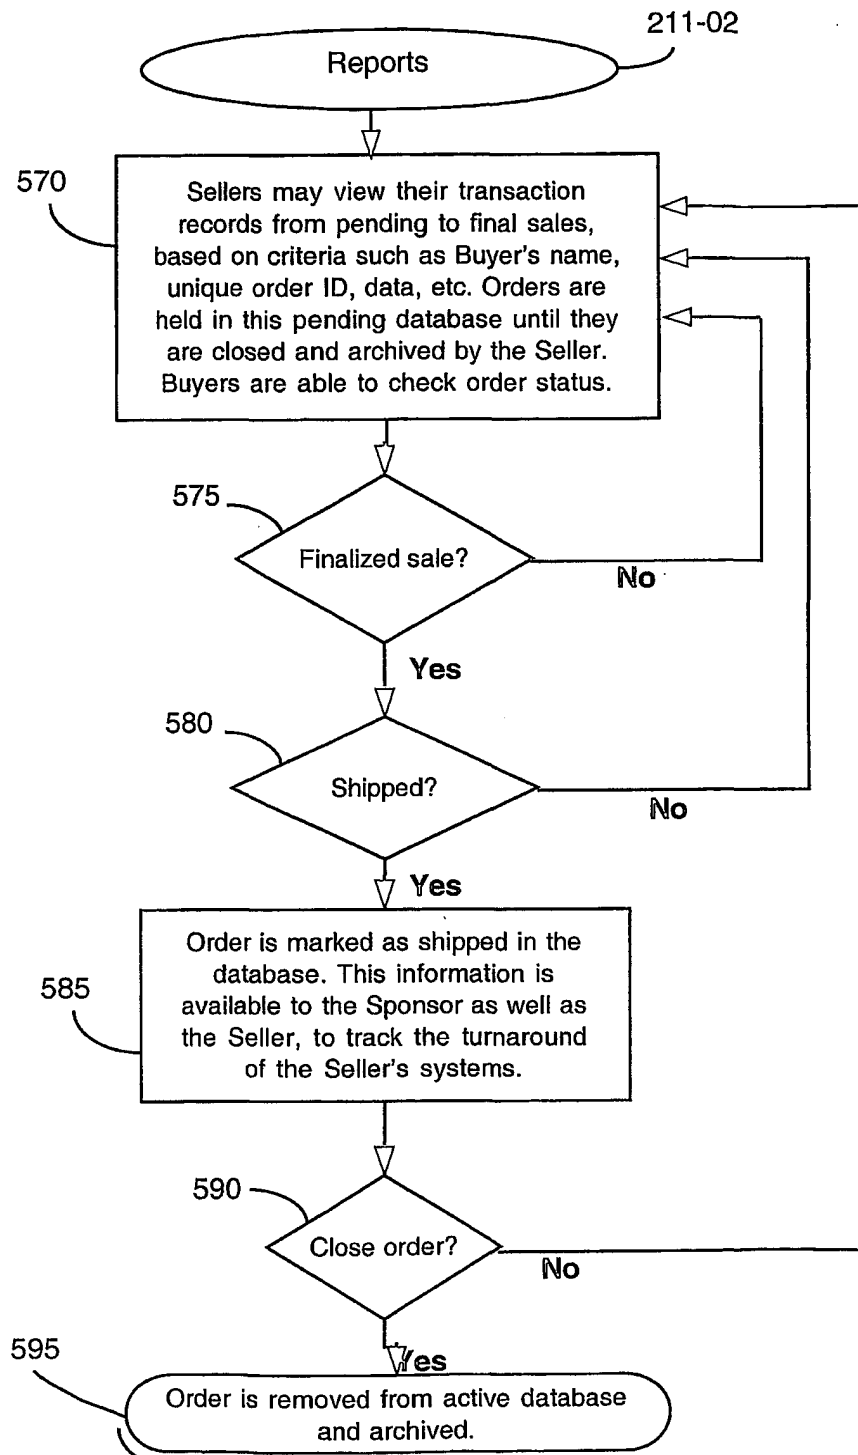 211-02
Reports
570
Sellers may view their transaction
records from pending to final sales,
based on criteria such as Buyer's name,
unique order ID, data, etc. Orders are
held in this pending database until they
are closed and archived by the Seller.
Buyers are able to check order status.
575
Finalized sale?
No
Yes
580
Shipped?
No
Yes
585
Order is marked as shipped in the
database. This information is
available to the Sponsor as well as
the Seller, to track the turnaround
of the Seller's systems.
590
Close order?
No
Yes
595
Order is removed from active database
and archived.